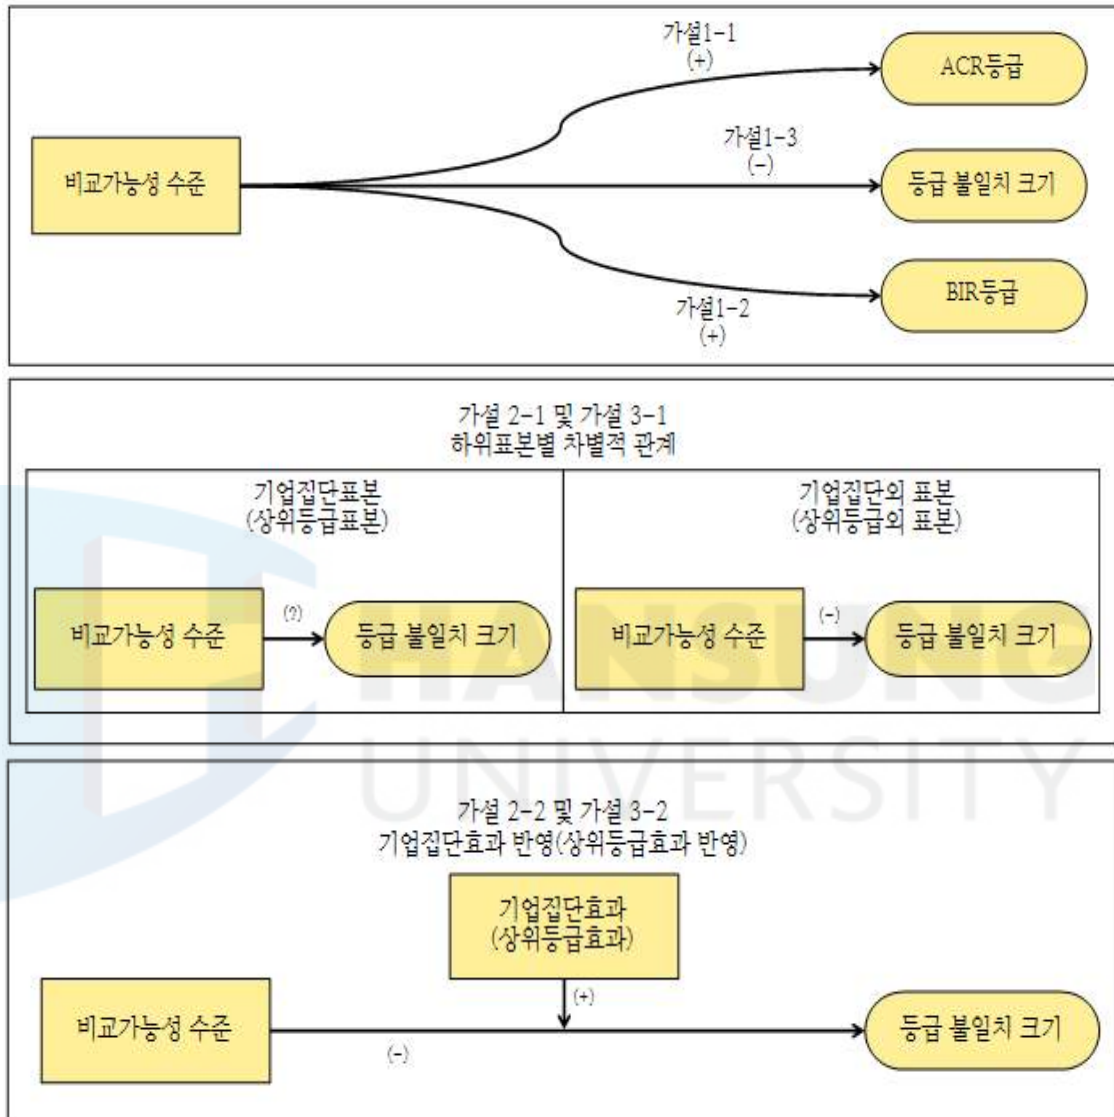 가설1-1
(+)
ACR등급
비교가능성 수준
가설1-3
(-)
등급 불일치 크기
가설1-2
(+)
BIR등급
가설 2-1 및 가설 3-1
하위표본별 차별적 관계
기업집단표본
(상위등급표본)
비교가능성 수준
(?)
등급 불일치 크기
기업집단외 표본
(상위등급외 표본)
비교가능성 수준
(-)
등급 불일치 크기
HANSUNG
UNIVERSITY
가설 2-2 및 가설 3-2
기업집단효과 반영(상위등급효과 반영)
기업집단효과
(상위등급효과)
(+)
비교가능성 수준
(-)
등급 불일치 크기